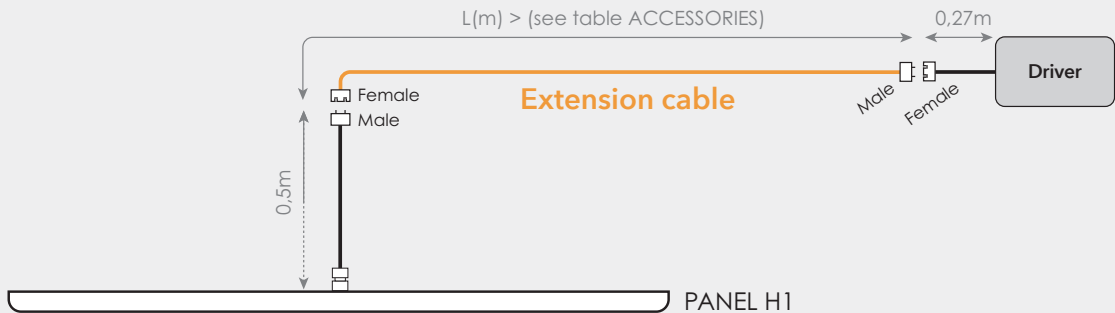 L(m) > (see table ACCESSORIES)
0,27m
Driver
Female
Extension cable
Male
Female
Male
0,5m
PANEL H1